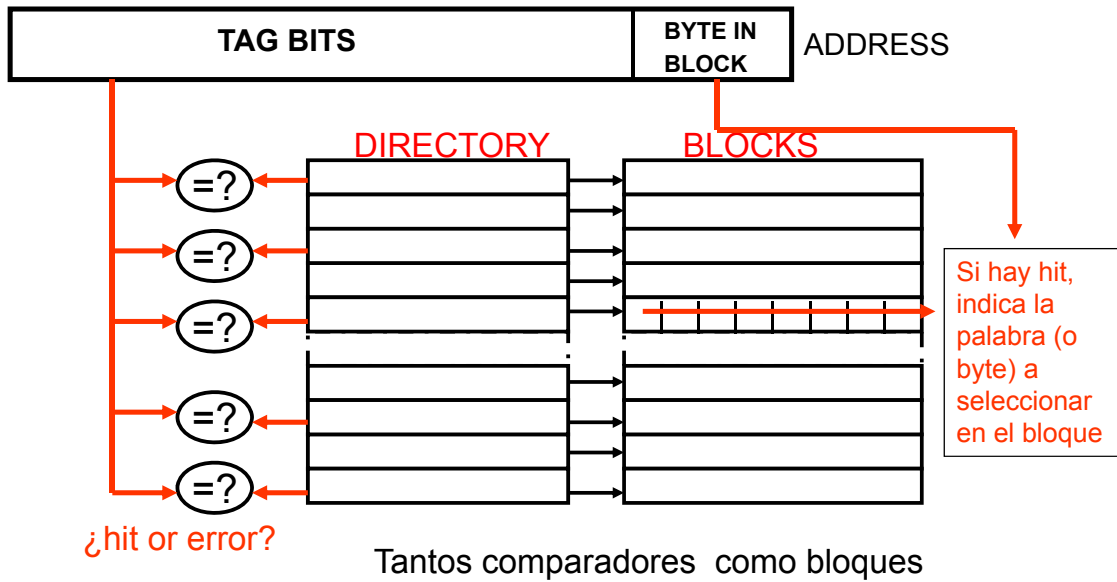 TAG BITS
BYTE IN
BLOCK
ADDRESS
DIRECTORY
BLOCKS
=?
=?
=?
=?
=?
Si hay hit,
indica la
palabra (o
byte) a
seleccionar
en el bloque
¿hit or error?
Tantos comparadores como bloques